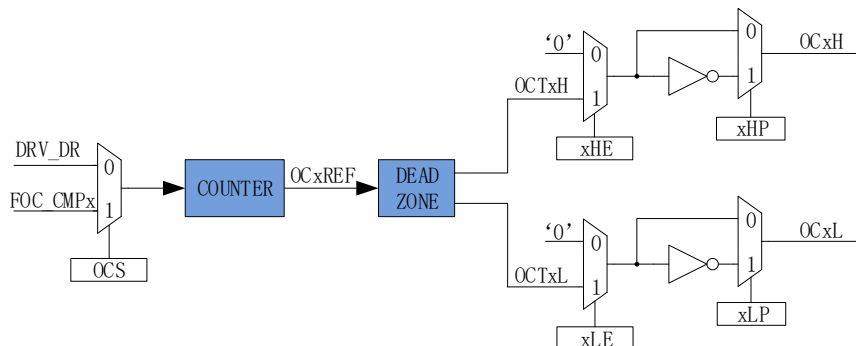 ‘0’
0
1
OCTxH
xHE
0
1
OCxH
xHP
DRV_DR
0
FOC_CMPx
1
OCS
COUNTER
OCxREF
DEAD
ZONE
‘0’
0
1
OCTxL
xLE
0
1
OCxL
xLP